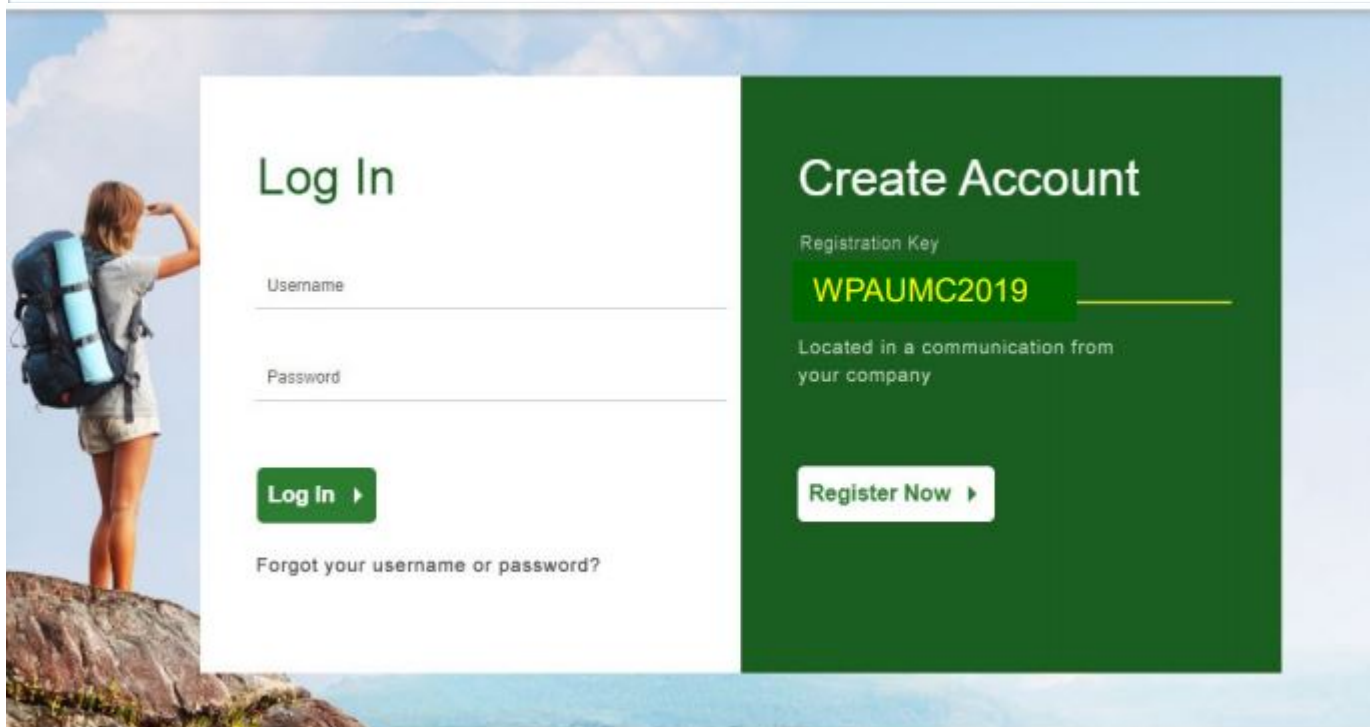 Log In
Username
Password
Log In
Forgot your username or password?
Create Account
Registration Key
WPAUMC2019
Located in a communication from
your company
Register Now